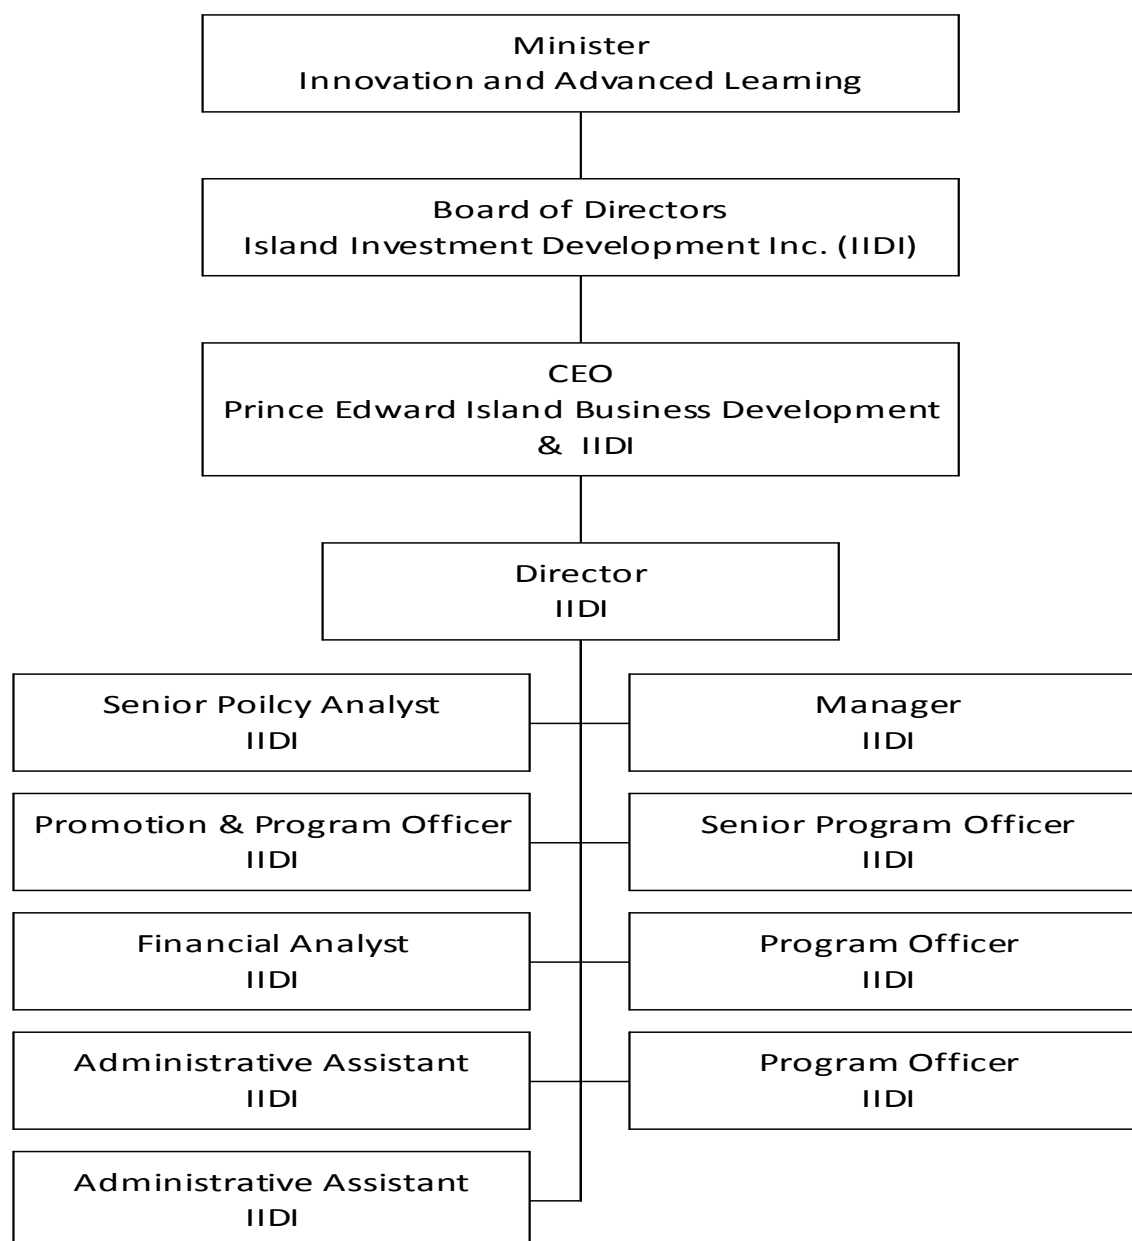 Minister
Innovation and Advanced Learning
Board of Directors
Island Investment Development Inc. (IIDI)
CEO
Prince Edward Island Business Development
& IIDI
Director
IIDI
Senior Poilcy Analyst
IIDI
Manager
IIDI
Promotion & Program Officer
IIDI
Senior Program Officer
IIDI
Financial Analyst
IIDI
Program Officer
IIDI
Administrative Assistant
IIDI
Program Officer
IIDI
Administrative Assistant
IIDI